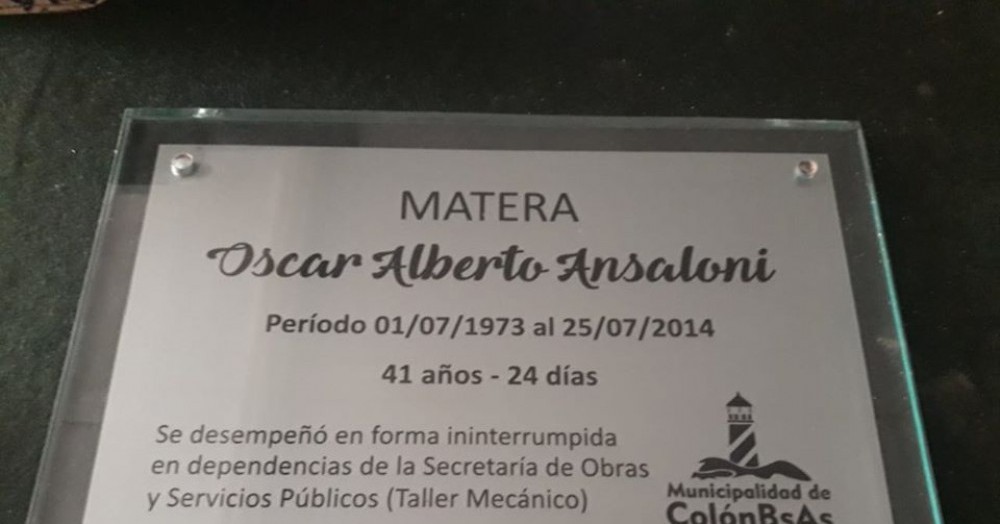 MATERA
Oscar Alberto Ansaloni
Período 01/07/1973 al 25/07/2014
41 años - 24 días
Se desempeñó en forma ininterrumpida
en dependencias de la Secretaría de Obras
y Servicios Públicos (Taller Mecánico)
Municipalidad de
ColónBsAs